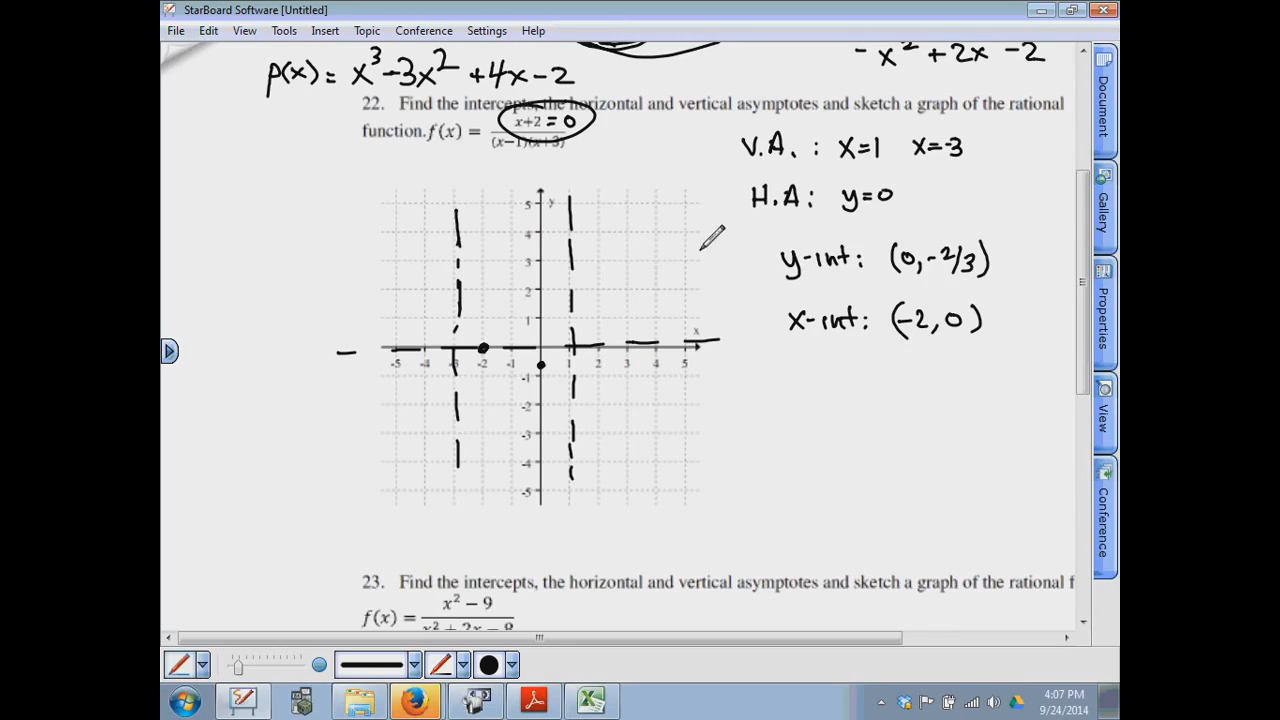 StarBoard Software [Untitled]
File Edit View Tools Insert Topic Conference Settings Help
p(x) = x³-3x² +4x-2
- x² +2x -2
22. Find the intercepts, the horizontal and vertical asymptotes and sketch a graph of the rational
function. f(x) = x+2 = 0
(x−1)(x+3)
V.A. : x=1 x=-3
H.A: y=0
y-int: (0,-2/3)
x-int: (-2, 0)
y
5
4
3
2
1
x
-5 -4 -3 -2 -1 1 2 3 4 5
-1
-2
-3
-4
-5
23. Find the intercepts, the horizontal and vertical asymptotes and sketch a graph of the rational f
f(x) = x² − 9
x² + 2x − 8
Document
Gallery
Properties
View
Conference
4:07 PM
9/24/2014